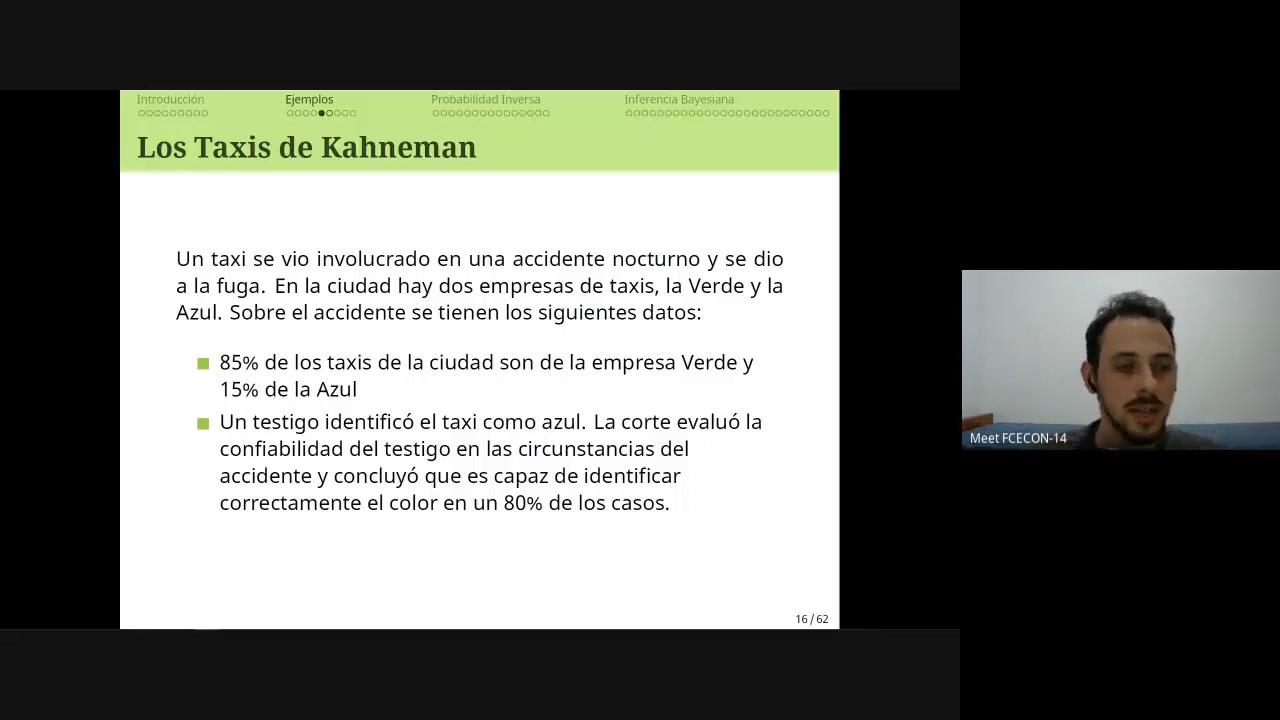 Introducción Ejemplos Probabilidad Inversa Inferencia Bayesiana
Los Taxis de Kahneman
Un taxi se vio involucrado en una accidente nocturno y se dio
a la fuga. En la ciudad hay dos empresas de taxis, la Verde y la
Azul. Sobre el accidente se tienen los siguientes datos:
85% de los taxis de la ciudad son de la empresa Verde y
15% de la Azul
Un testigo identificó el taxi como azul. La corte evaluó la
confiabilidad del testigo en las circunstancias del
accidente y concluyó que es capaz de identificar
correctamente el color en un 80% de los casos.
16 / 62
Meet FCECON-14